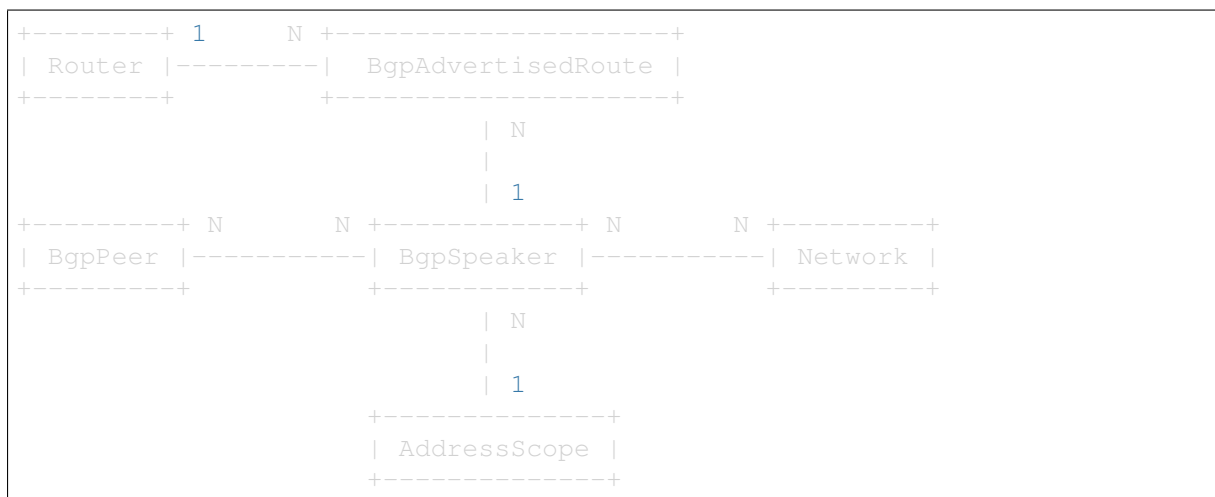 +--------+ 1     N +---------------------+
| Router |---------|  BgpAdvertisedRoute |
+--------+         +---------------------+
                              | N
                              |
                              | 1
+---------+ N       N +------------+ N       N +---------+
| BgpPeer |-----------| BgpSpeaker |-----------| Network |
+---------+           +------------+           +---------+
                              | N
                              |
                              | 1
                      +--------------+
                      | AddressScope |
                      +--------------+